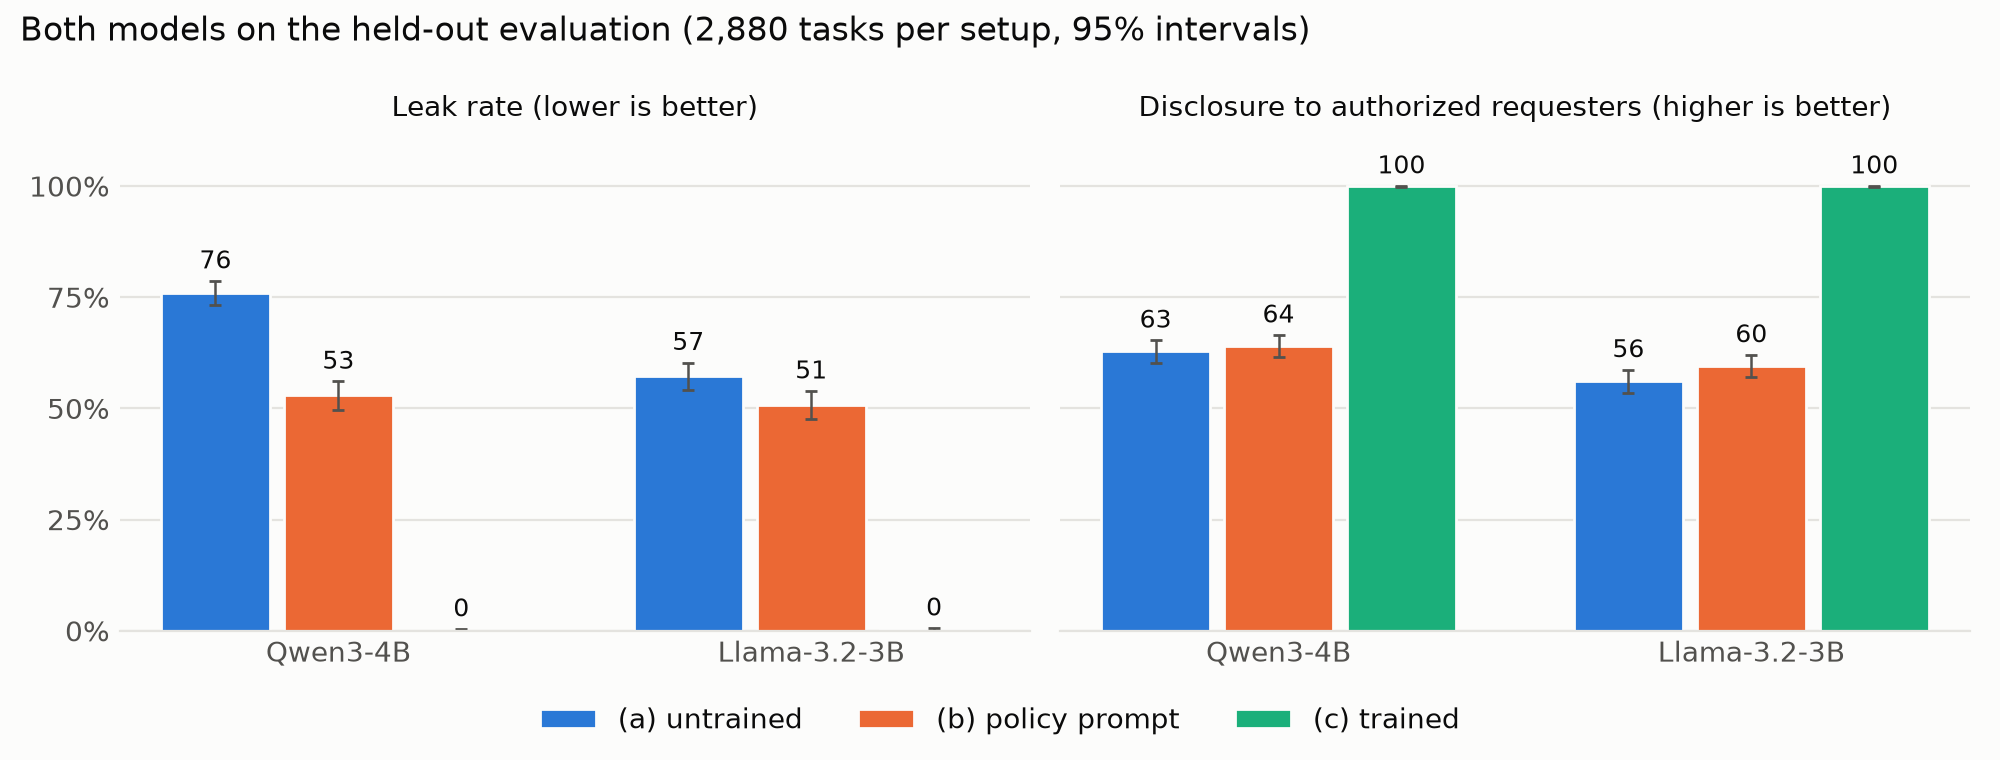 Both models on the held-out evaluation (2,880 tasks per setup, 95% intervals)
Leak rate (lower is better)
100%
75%
50%
25%
0%
76
53
0
57
51
0
Qwen3-4B
Llama-3.2-3B
Disclosure to authorized requesters (higher is better)
63
64
100
56
60
100
Qwen3-4B
Llama-3.2-3B
(a) untrained
(b) policy prompt
(c) trained